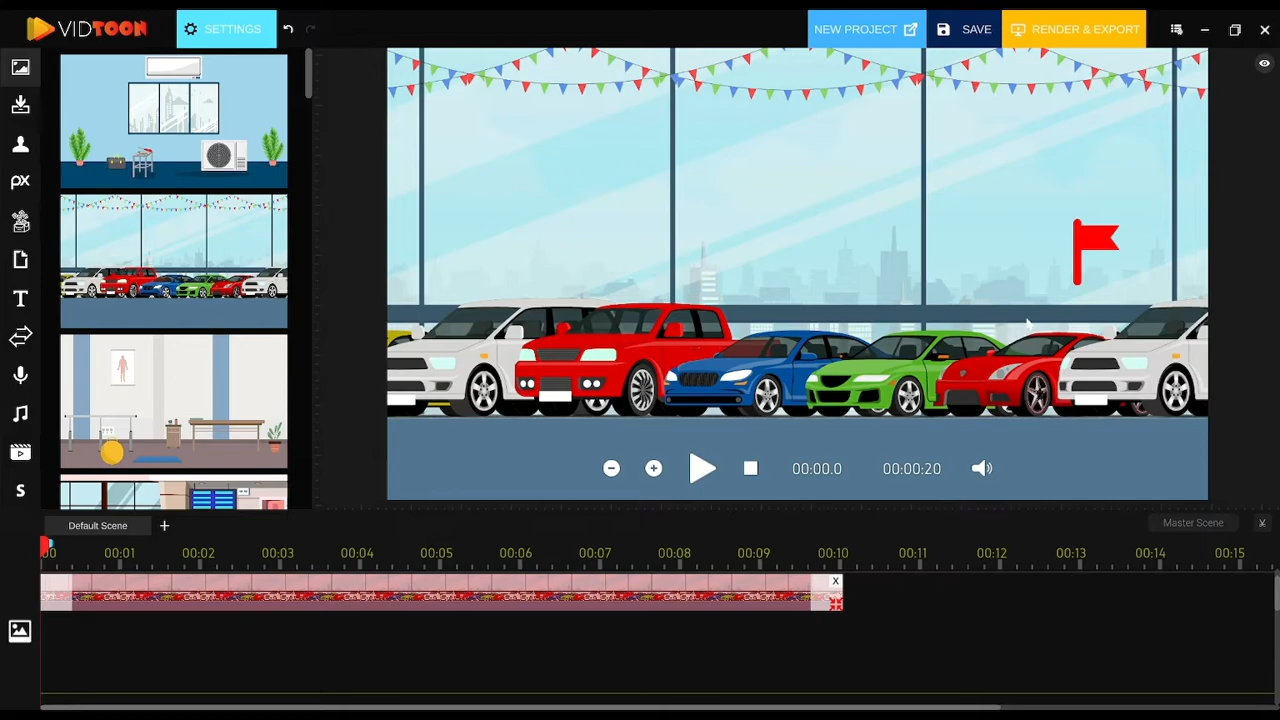 VIDTOON
SETTINGS
NEW PROJECT
SAVE
RENDER & EXPORT
px
T
S
00:00.0
00:00:20
Default Scene
+
Master Scene
00 00:01 00:02 00:03 00:04 00:05 00:06 00:07 00:08 00:09 00:10 00:11 00:12 00:13 00:14 00:15
X